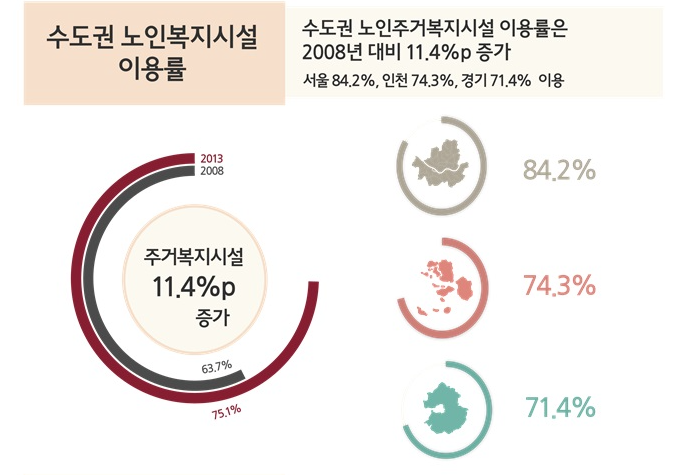 수도권 노인복지시설
이용률
수도권 노인주거복지시설 이용률은
2008년 대비 11.4%p 증가
서울 84.2%, 인천 74.3%, 경기 71.4% 이용
2013
2008
주거복지시설
11.4%p
증가
63.7%
75.1%
84.2%
74.3%
71.4%